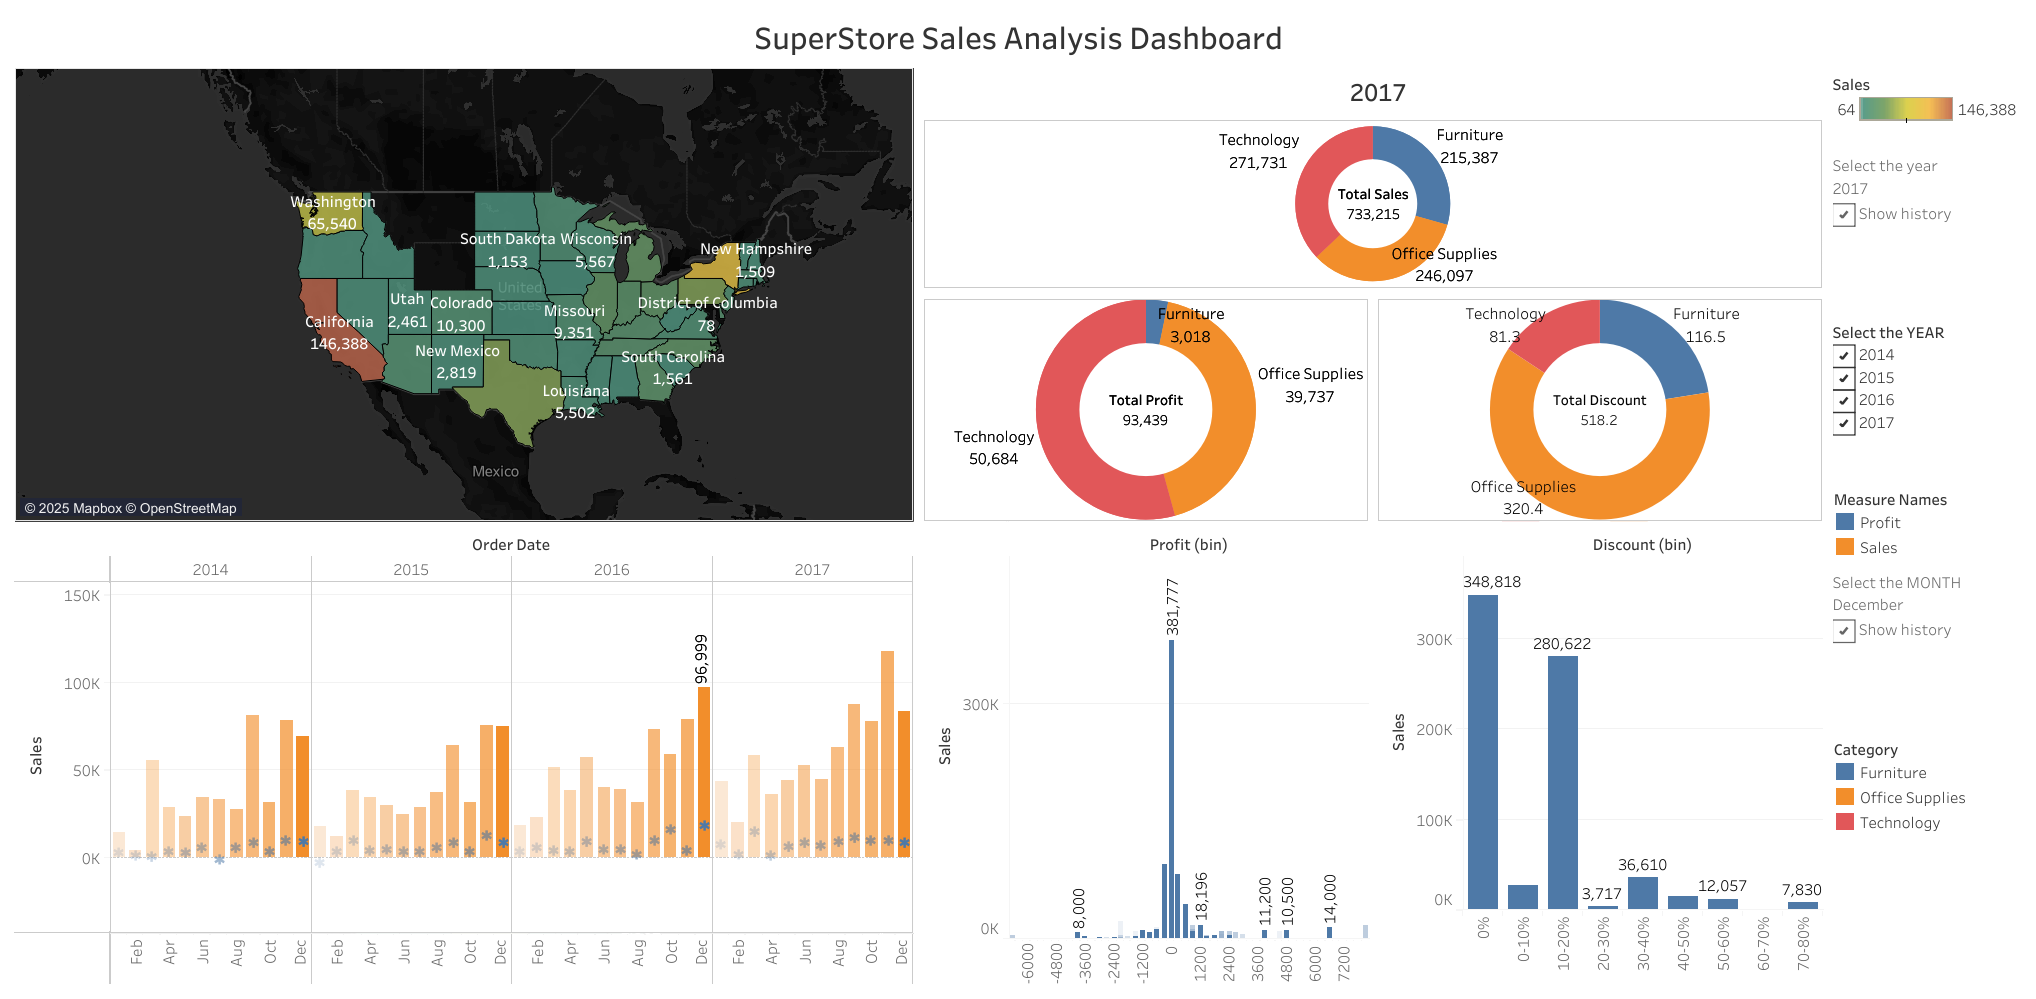 SuperStore Sales Analysis Dashboard
Washington
65,540
South Dakota
1,153
Wisconsin
5,567
New Hampshire
1,509
United
States
Utah
2,461
Colorado
10,300
Missouri
9,351
District of Columbia
78
California
146,388
New Mexico
2,819
South Carolina
1,561
Louisiana
5,502
Mexico
© 2025 Mapbox © OpenStreetMap
2017
Technology
271,731
Furniture
215,387
Total Sales
733,215
Office Supplies
246,097
Furniture
3,018
Office Supplies
39,737
Total Profit
93,439
Technology
50,684
Technology
81.3
Furniture
116.5
Total Discount
518.2
Office Supplies
320.4
Sales
64
146,388
Select the year
2017
Show history
Select the YEAR
2014
2015
2016
2017
Measure Names
Profit
Sales
Select the MONTH
December
Show history
Category
Furniture
Office Supplies
Technology
Order Date
2014 2015 2016 2017
Sales
150K
100K
50K
0K
96,999
Feb Apr Jun Aug Oct Dec Feb Apr Jun Aug Oct Dec Feb Apr Jun Aug Oct Dec Feb Apr Jun Aug Oct Dec
Profit (bin)
Sales
300K
0K
8,000
381,777
18,196
11,200
10,500
14,000
-6000 -4800 -3600 -2400 -1200 0 1200 2400 3600 4800 6000 7200
Discount (bin)
Sales
300K
200K
100K
0K
348,818
280,622
3,717
36,610
12,057
7,830
0% 0-10% 10-20% 20-30% 30-40% 40-50% 50-60% 60-70% 70-80%